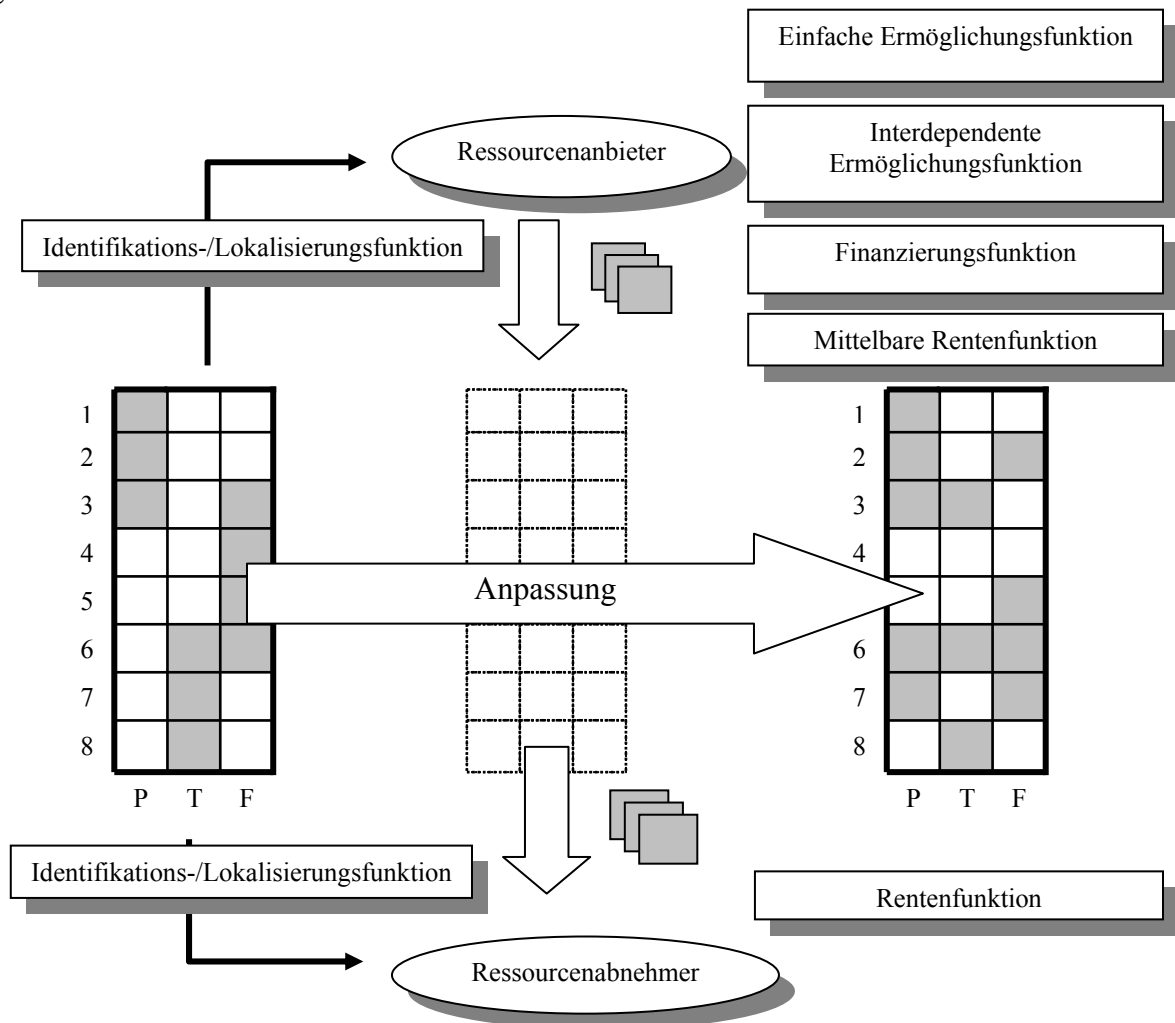 Einfache Ermöglichungsfunktion
Interdependente
Ermöglichungsfunktion
Ressourcenanbieter
Identifikations-/Lokalisierungsfunktion
Finanzierungsfunktion
Mittelbare Rentenfunktion
1
2
3
4
5
6
7
8
P T F
Anpassung
1
2
3
4
5
6
7
8
P T F
Identifikations-/Lokalisierungsfunktion
Rentenfunktion
Ressourcenabnehmer